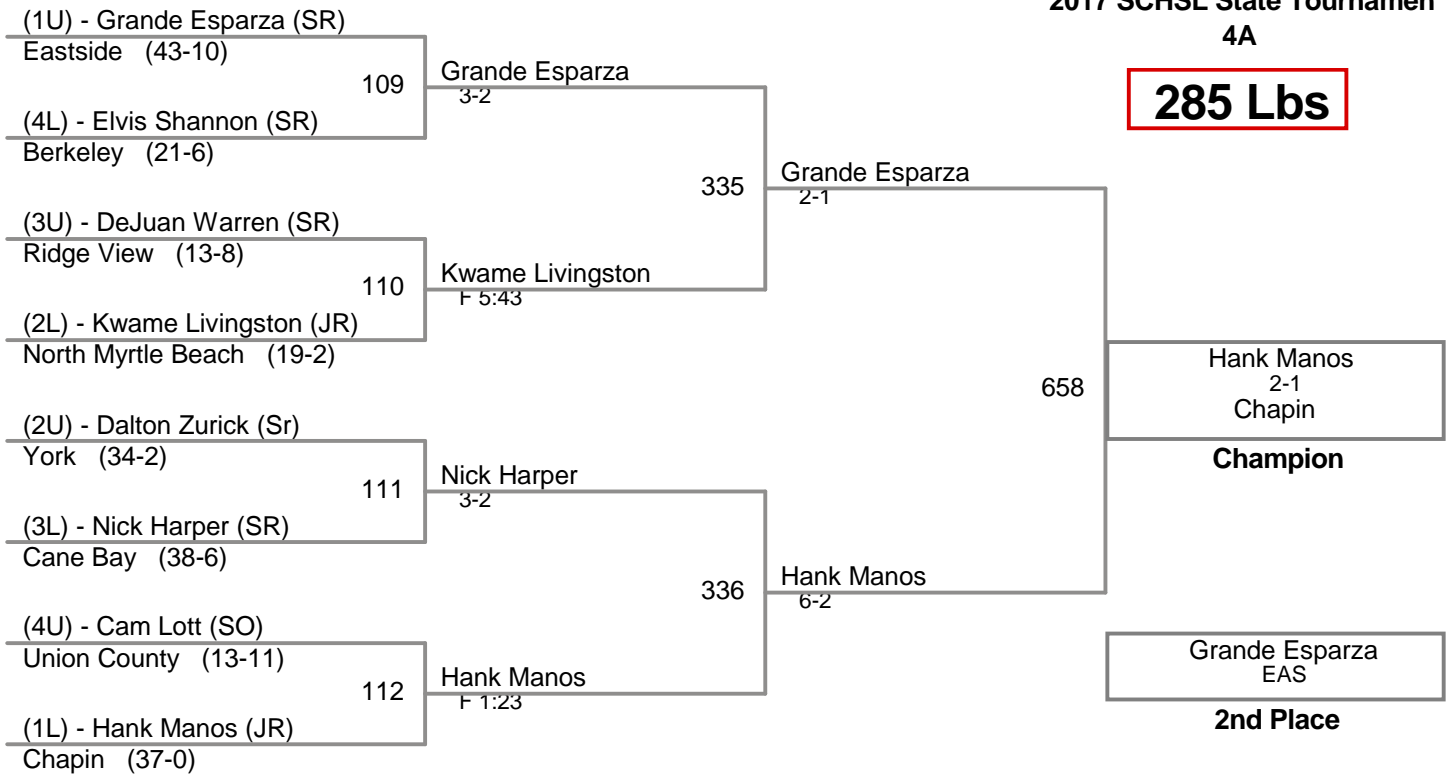 2017 SCHSL State Tournamen
4A
285 Lbs
(1U) - Grande Esparza (SR)
Eastside (43-10)
109
(4L) - Elvis Shannon (SR)
Berkeley (21-6)
Grande Esparza
3-2
(3U) - DeJuan Warren (SR)
Ridge View (13-8)
110
(2L) - Kwame Livingston (JR)
North Myrtle Beach (19-2)
Kwame Livingston
F 5:43
335
Grande Esparza
2-1
(2U) - Dalton Zurick (Sr)
York (34-2)
111
(3L) - Nick Harper (SR)
Cane Bay (38-6)
Nick Harper
3-2
(4U) - Cam Lott (SO)
Union County (13-11)
112
(1L) - Hank Manos (JR)
Chapin (37-0)
Hank Manos
F 1:23
336
Hank Manos
6-2
658
Hank Manos
2-1
Chapin
Champion
Grande Esparza
EAS
2nd Place